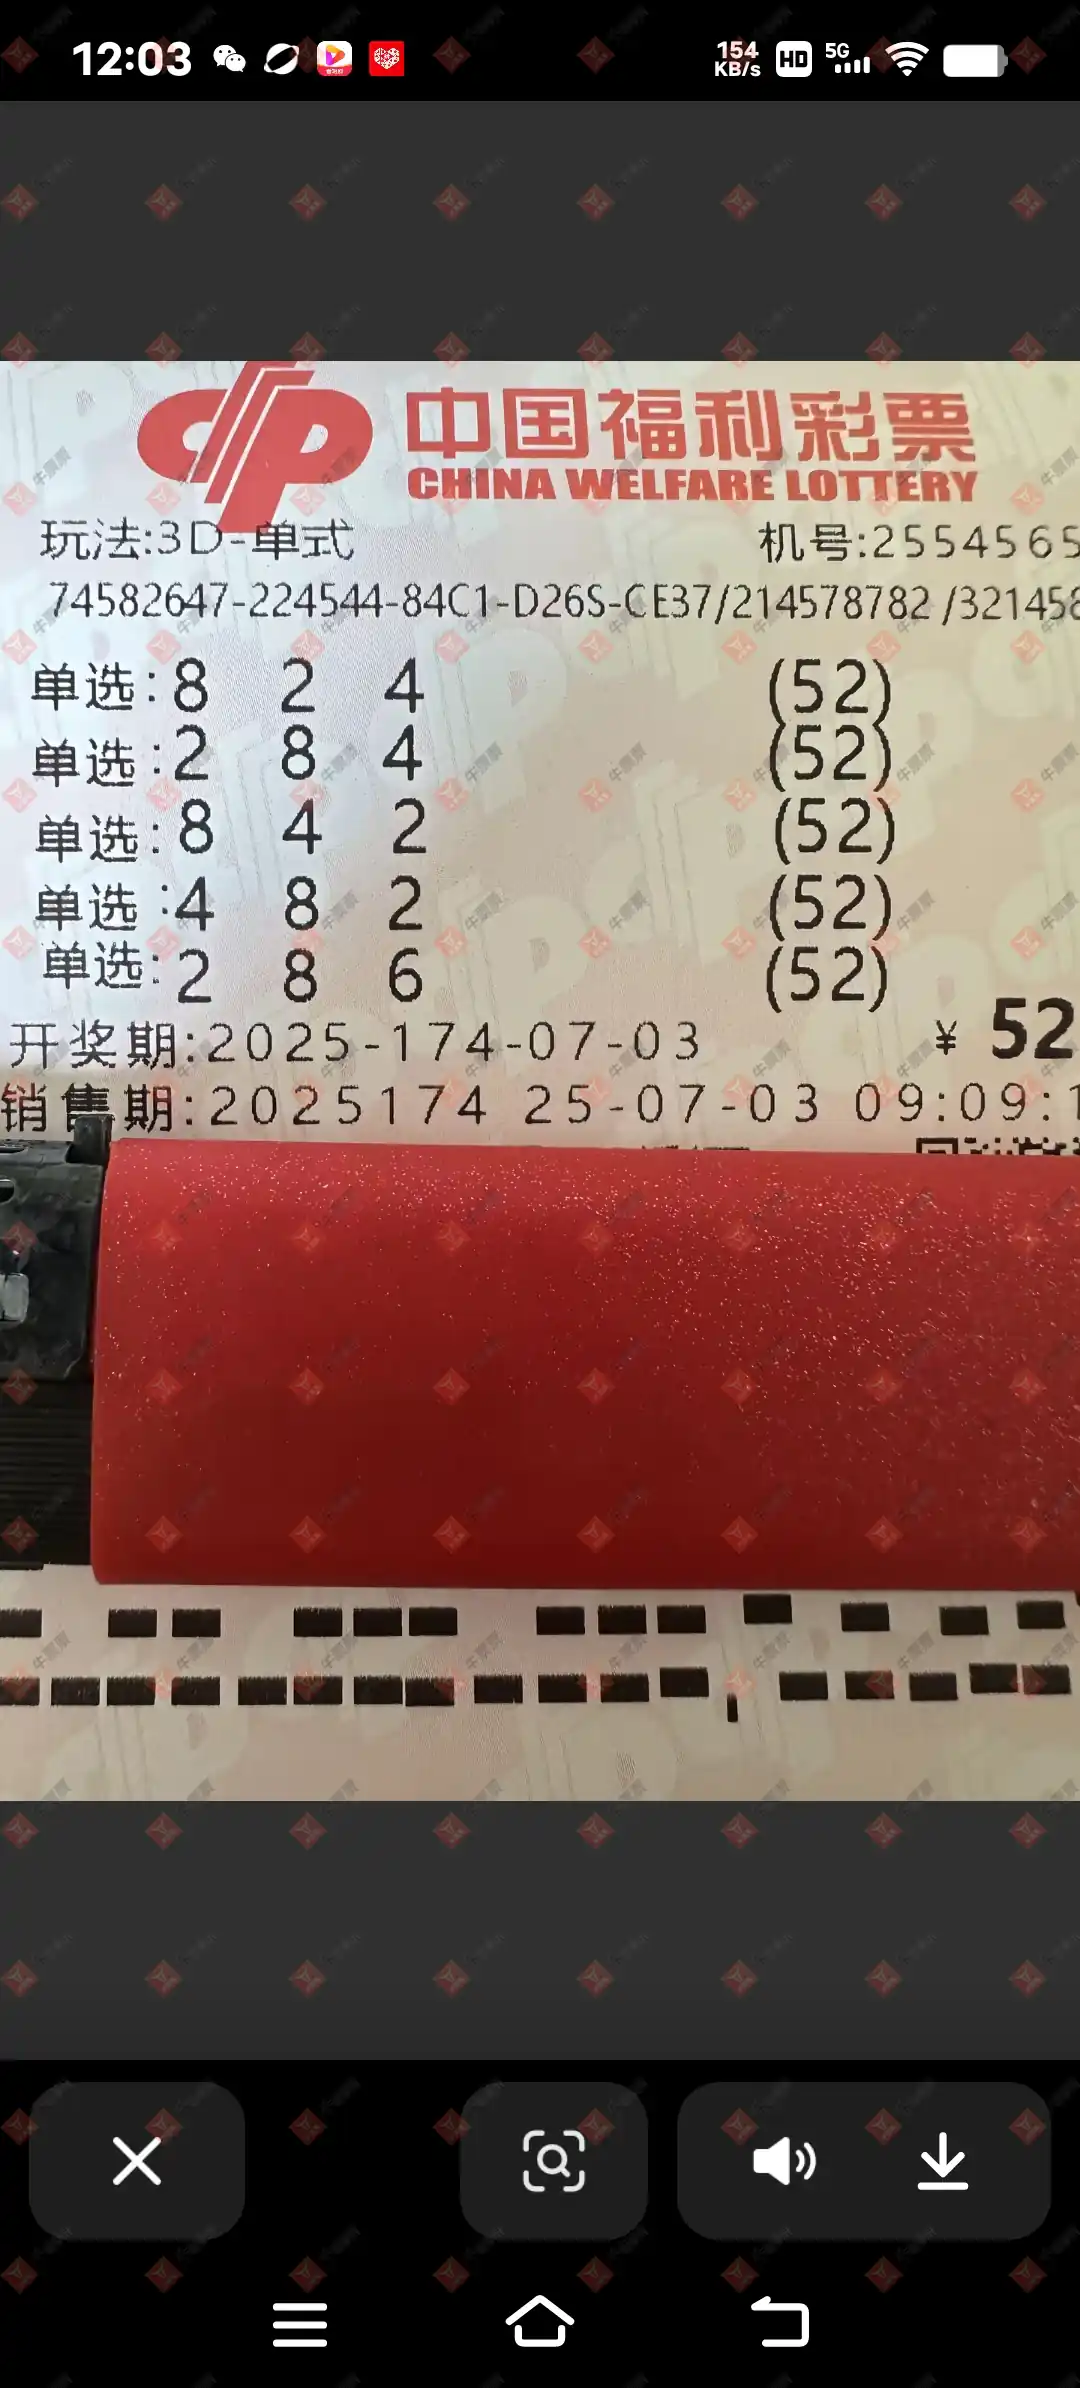 12:03 154 KB/s HD 5G
中国福利彩票
CHINA WELFARE LOTTERY
玩法:3D-单式 机号:2554565
74582647-224544-84C1-D26S-CE37/214578782 /321458
单选:8 2 4 (52)
单选:2 8 4 (52)
单选:8 4 2 (52)
单选:4 8 2 (52)
单选:2 8 6 (52)
开奖期:2025-174-07-03 ¥ 52
销售期:2025174 25-07-03 09:09:1